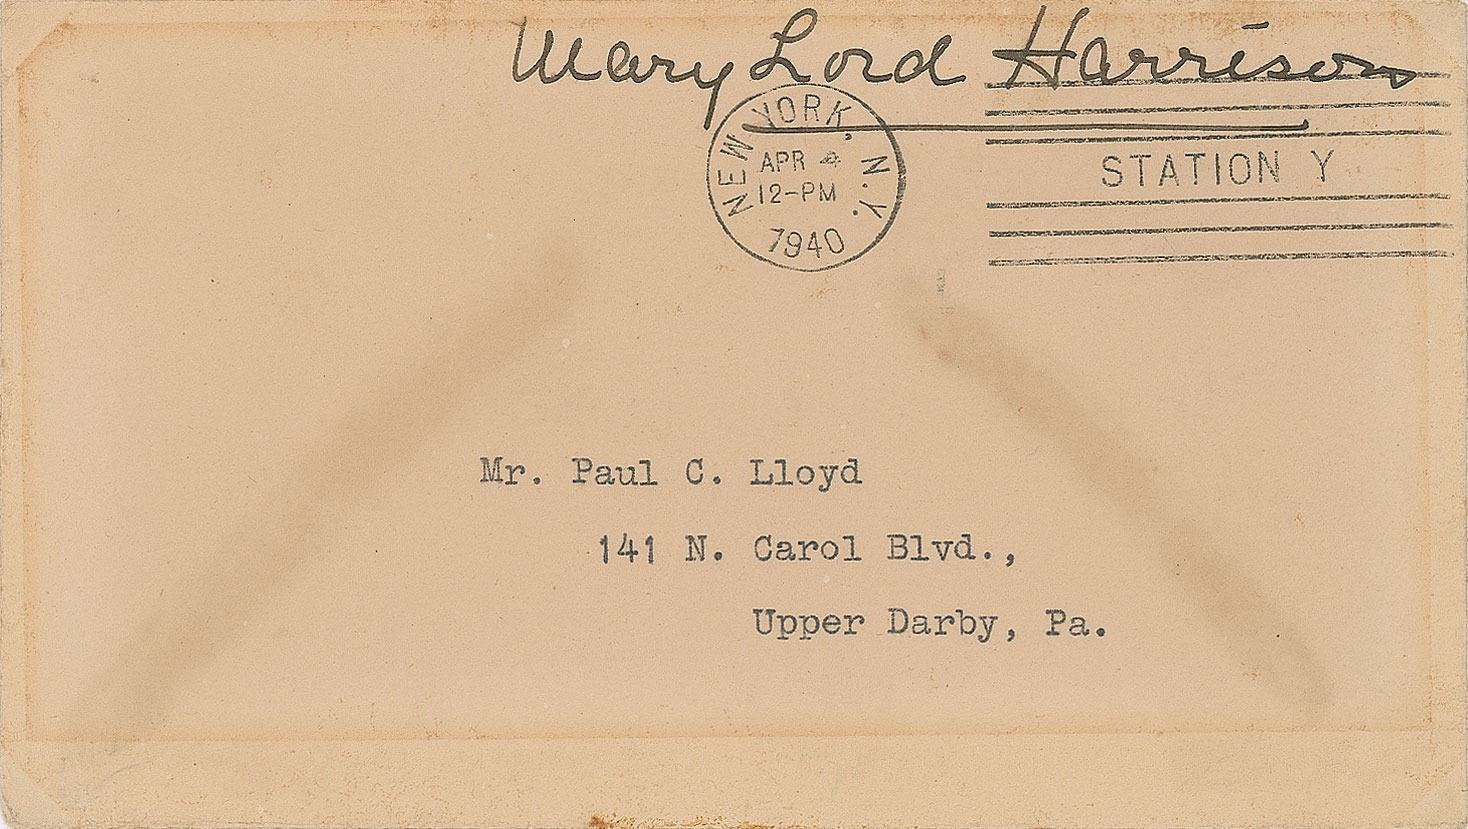 Mary Lord Harrison
NEW YORK, N.Y.
APR 4
12-PM
1940
STATION Y
Mr. Paul C. Lloyd
141 N. Carol Blvd.,
Upper Darby, Pa.